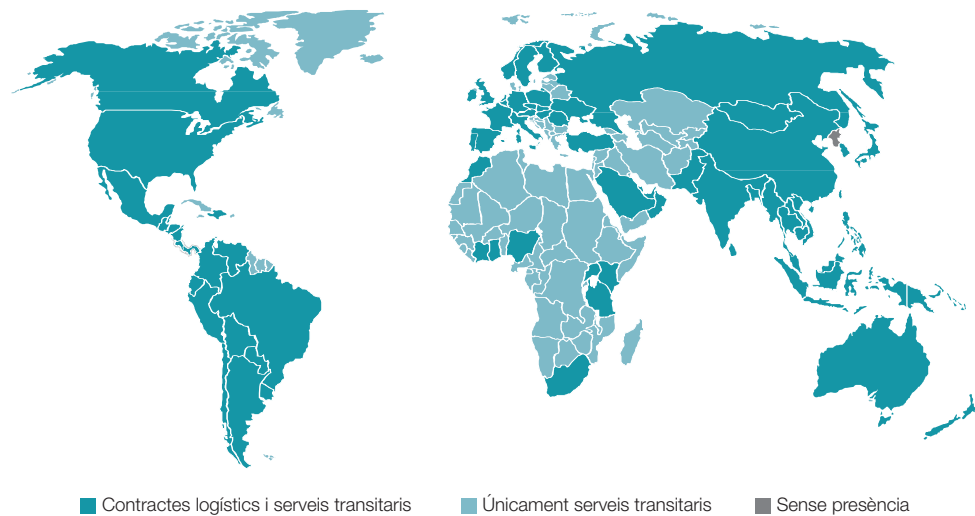 Contractes logístics i serveis transitaris
Únicament serveis transitaris
Sense presència